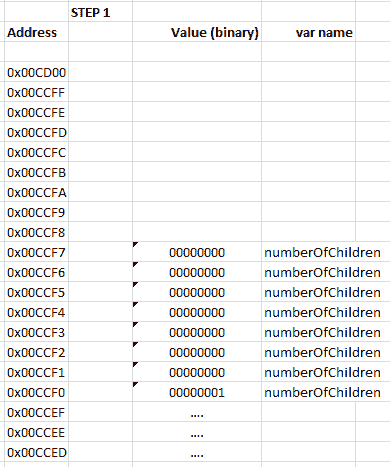 STEP 1
Address Value (binary) var name
0x00CD00
0x00CCFF
0x00CCFE
0x00CCFD
0x00CCFC
0x00CCFB
0x00CCFA
0x00CCF9
0x00CCF8
0x00CCF7 00000000 numberOfChildren
0x00CCF6 00000000 numberOfChildren
0x00CCF5 00000000 numberOfChildren
0x00CCF4 00000000 numberOfChildren
0x00CCF3 00000000 numberOfChildren
0x00CCF2 00000000 numberOfChildren
0x00CCF1 00000000 numberOfChildren
0x00CCF0 00000001 numberOfChildren
0x00CCEF ....
0x00CCEE ....
0x00CCED ....